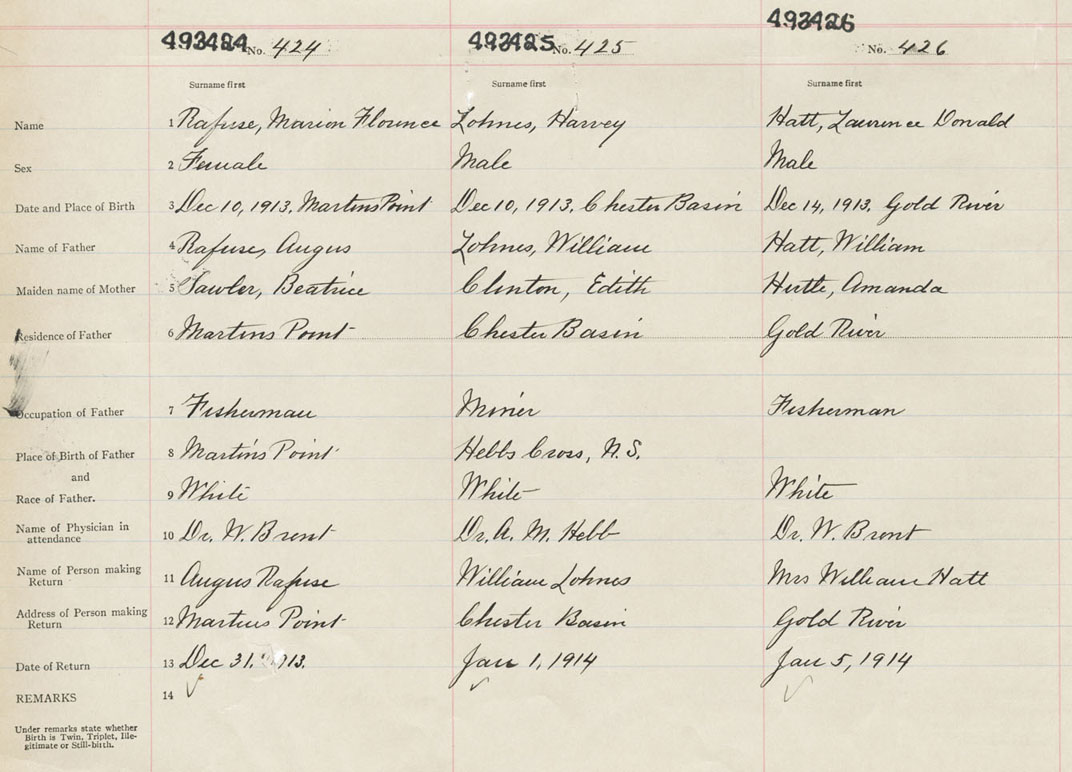 493424 No. 424 493425 No. 425 493426 No. 426
Surname first Surname first Surname first
Name 1 Rafuse, Marion Florence Lohnes, Harvey Hatt, Lawrence Donald
Sex 2 Female Male Male
Date and Place of Birth 3 Dec 10, 1913. Martins Point Dec 10, 1913. Chester Basin Dec 14, 1913. Gold River
Name of Father 4 Rafuse, Angus Lohnes, William Hatt, William
Maiden name of Mother 5 Sawler, Beatrice Clinton, Edith Hirtle, Amanda
Residence of Father 6 Martins Point Chester Basin Gold River
Occupation of Father 7 Fisherman Miner Fisherman
Place of Birth of Father 8 Martins Point Hebbs Cross, N.S.
and
Race of Father. 9 White White White
Name of Physician in
attendance 10 Dr. W. Bront Dr. A. M. Hebb Dr. W. Bront
Name of Person making
Return 11 Angus Rafuse William Lohnes Mrs William Hatt
Address of Person making
Return 12 Martins Point Chester Basin Gold River
Date of Return 13 Dec 31. 1913. Jan 1, 1914 Jan 5, 1914
REMARKS 14
Under remarks state whether
Birth is Twin, Triplet, Ille-
gitimate or Still-birth.